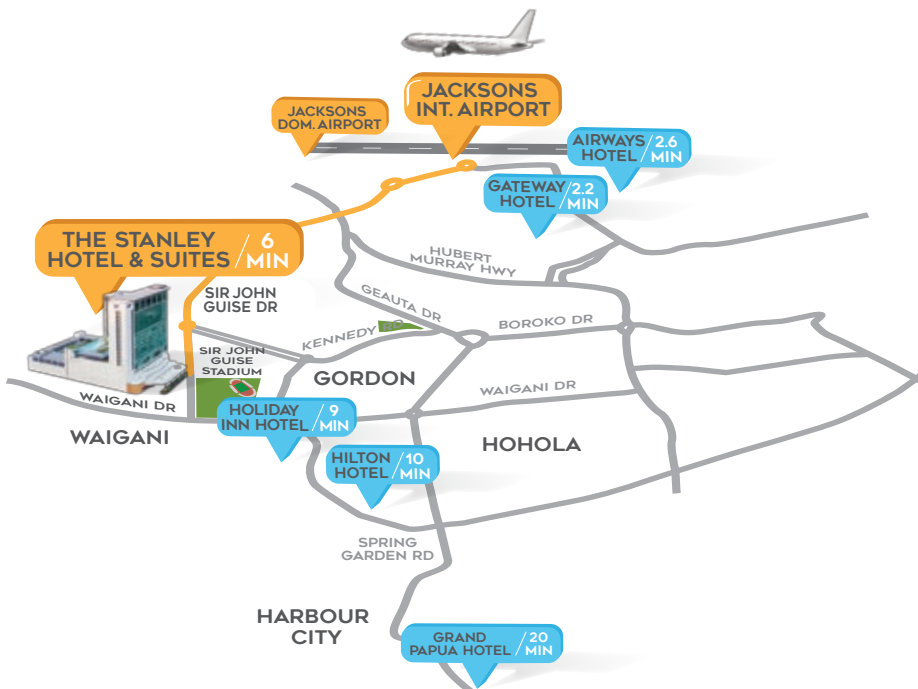 JACKSONS
INT. AIRPORT
JACKSONS
DOM. AIRPORT
AIRWAYS
HOTEL
2.6
MIN
GATEWAY
HOTEL
2.2
MIN
THE STANLEY
HOTEL & SUITES
6
MIN
HUBERT
MURRAY HWY
SIR JOHN
GUISE DR
GEAUTA DR
KENNEDY RD
BOROKO DR
SIR JOHN
GUISE
STADIUM
GORDON
WAIGANI DR
WAIGANI DR
WAIGANI
HOLIDAY
INN HOTEL
9
MIN
HOHOLA
HILTON
HOTEL
10
MIN
SPRING
GARDEN RD
HARBOUR
CITY
GRAND
PAPUA HOTEL
20
MIN